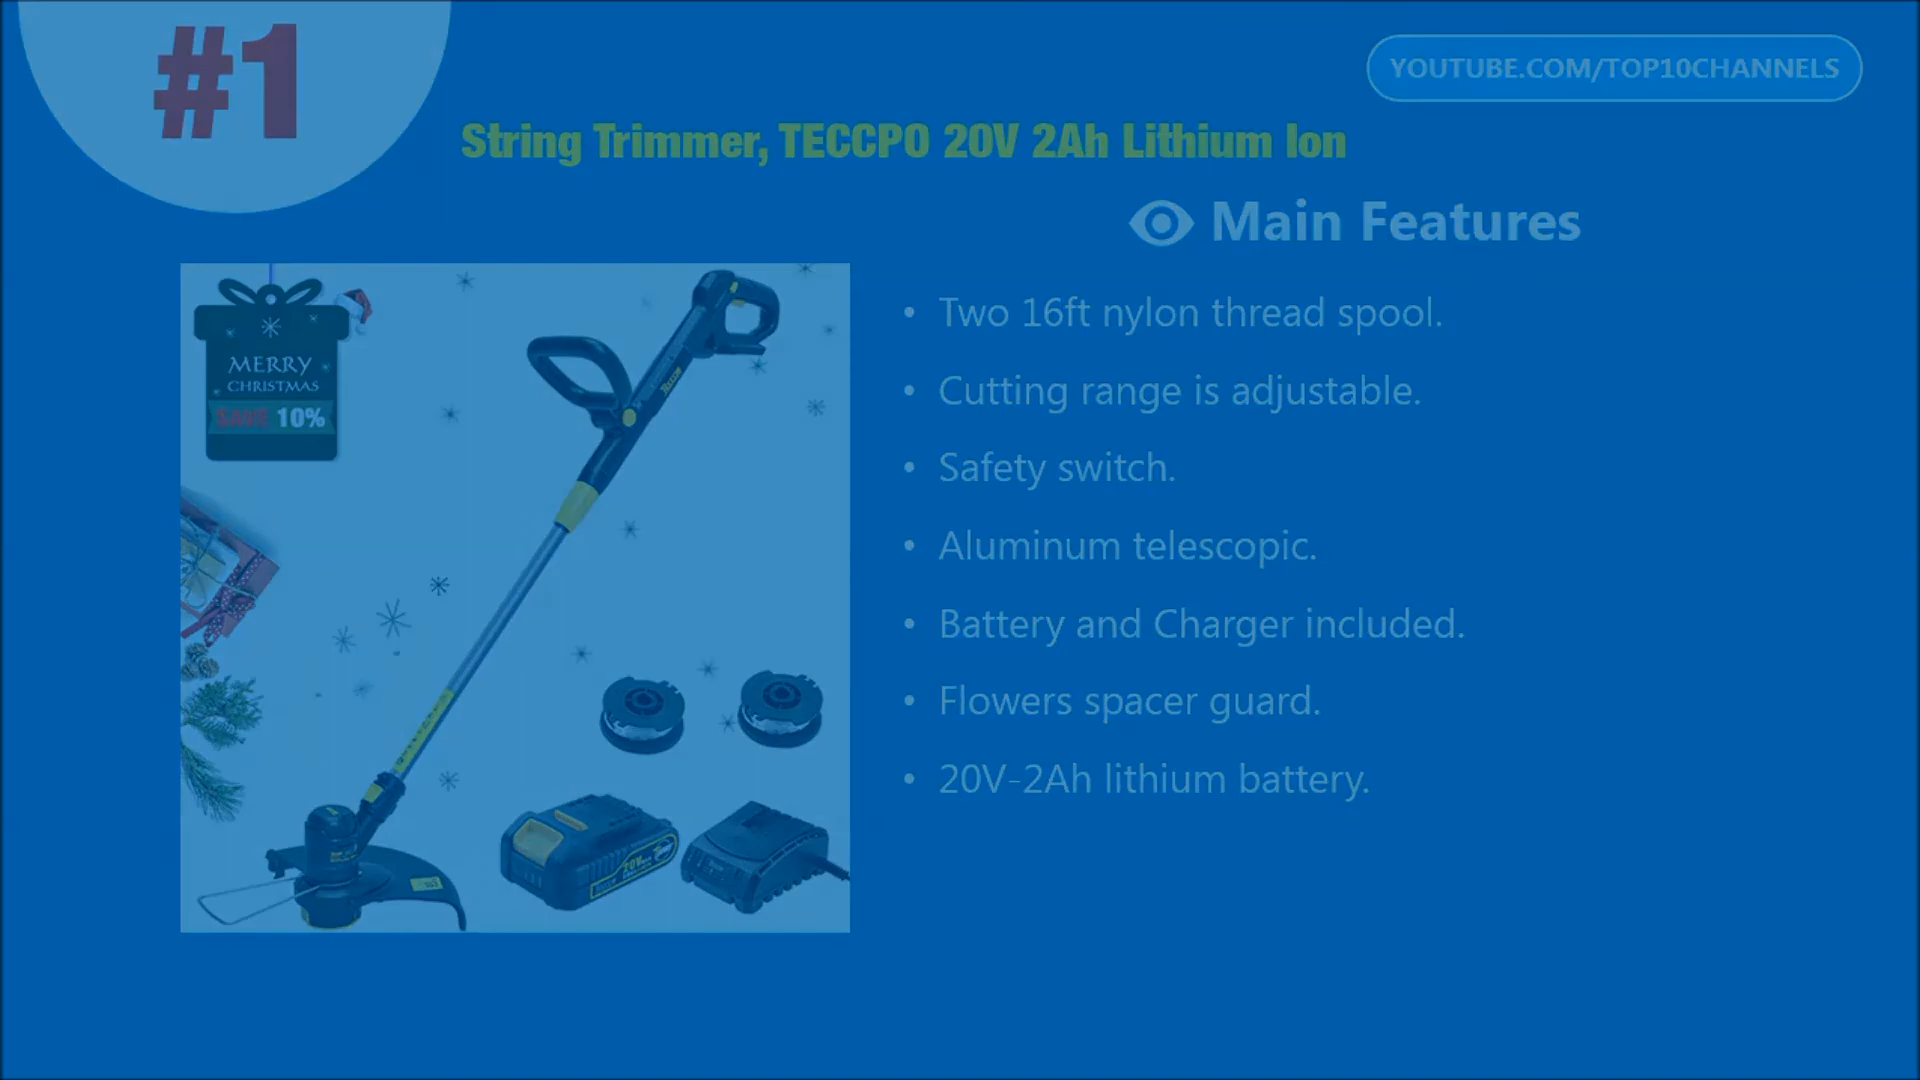 #1
YOUTUBE.COM/TOP10CHANNELS
String Trimmer, TECCPO 20V 2Ah Lithium Ion
Main Features
MERRY
CHRISTMAS
SAVE 10%
• Two 16ft nylon thread spool.
• Cutting range is adjustable.
• Safety switch.
• Aluminum telescopic.
• Battery and Charger included.
• Flowers spacer guard.
• 20V-2Ah lithium battery.
20V